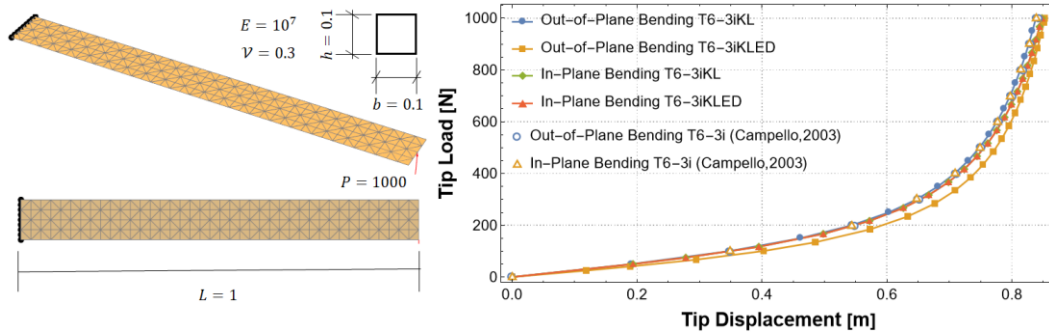 E = 10⁷
𝒱 = 0.3
h = 0.1
b = 0.1
P = 1000
L = 1
Tip Load [N]
1000
800
600
400
200
0
Out-of-Plane Bending T6-3iKL
Out-of-Plane Bending T6-3iKLED
In-Plane Bending T6-3iKL
In-Plane Bending T6-3iKLED
Out-of-Plane Bending T6-3i (Campello,2003)
In-Plane Bending T6-3i (Campello,2003)
0.0 0.2 0.4 0.6 0.8
Tip Displacement [m]